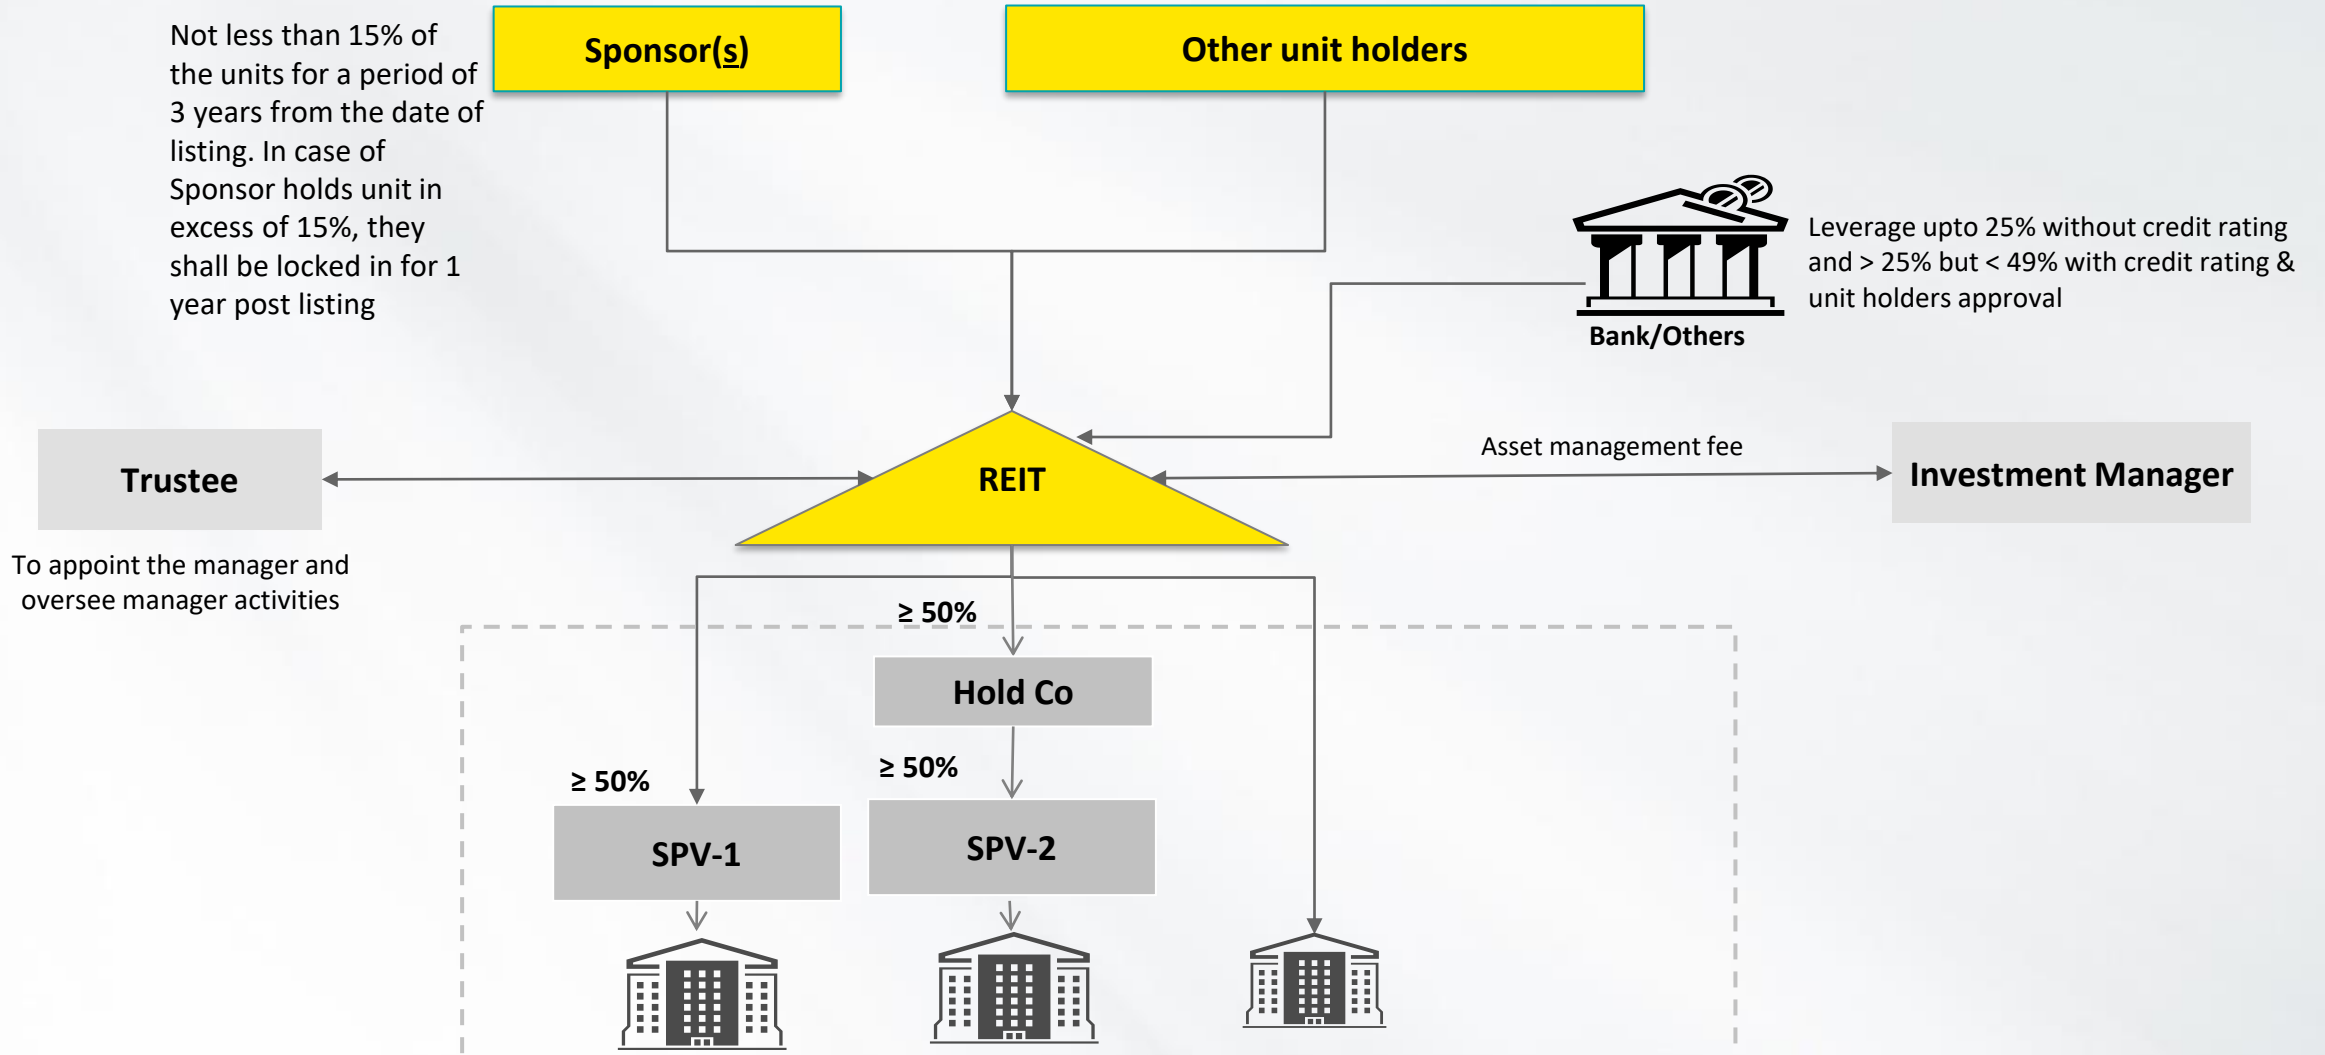 Not less than 15% of
the units for a period of
3 years from the date of
listing. In case of
Sponsor holds unit in
excess of 15%, they
shall be locked in for 1
year post listing
Sponsor(s)
Other unit holders
Leverage upto 25% without credit rating
and > 25% but < 49% with credit rating &
unit holders approval
Bank/Others
Trustee
REIT
Asset management fee
Investment Manager
To appoint the manager and
oversee manager activities
≥ 50%
Hold Co
≥ 50%
≥ 50%
SPV-1
SPV-2